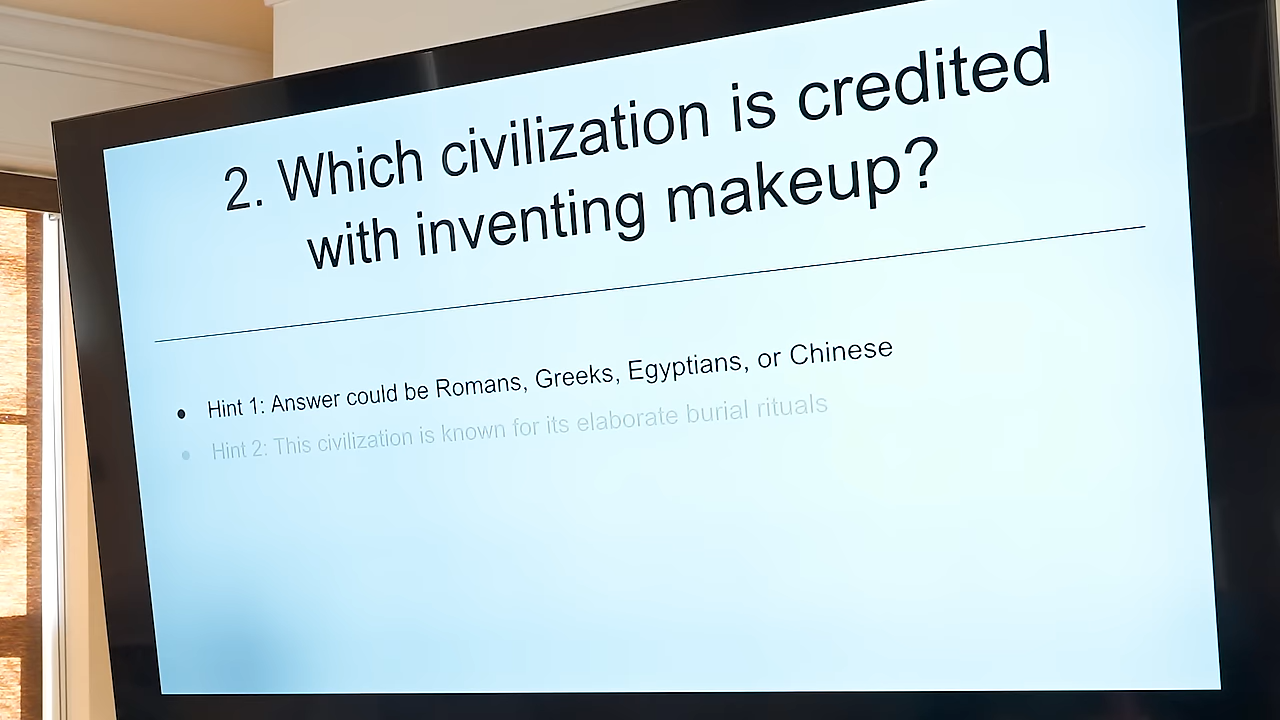 2. Which civilization is credited
with inventing makeup?
• Hint 1: Answer could be Romans, Greeks, Egyptians, or Chinese
• Hint 2: This civilization is known for its elaborate burial rituals